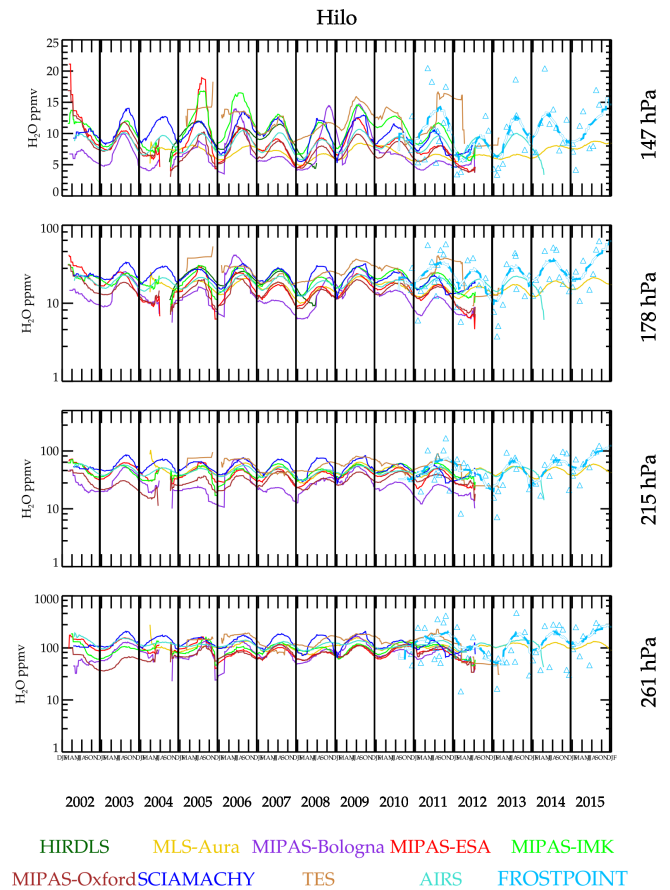 Hilo
25
20
15
10
5
0
H₂O ppmv
147 hPa
100
10
1
H₂O ppmv
178 hPa
100
10
1
H₂O ppmv
215 hPa
1000
100
10
1
H₂O ppmv
261 hPa
2002 2003 2004 2005 2006 2007 2008 2009 2010 2011 2012 2013 2014 2015
HIRDLS MLS-Aura MIPAS-Bologna MIPAS-ESA MIPAS-IMK
MIPAS-Oxford SCIAMACHY TES AIRS FROSTPOINT